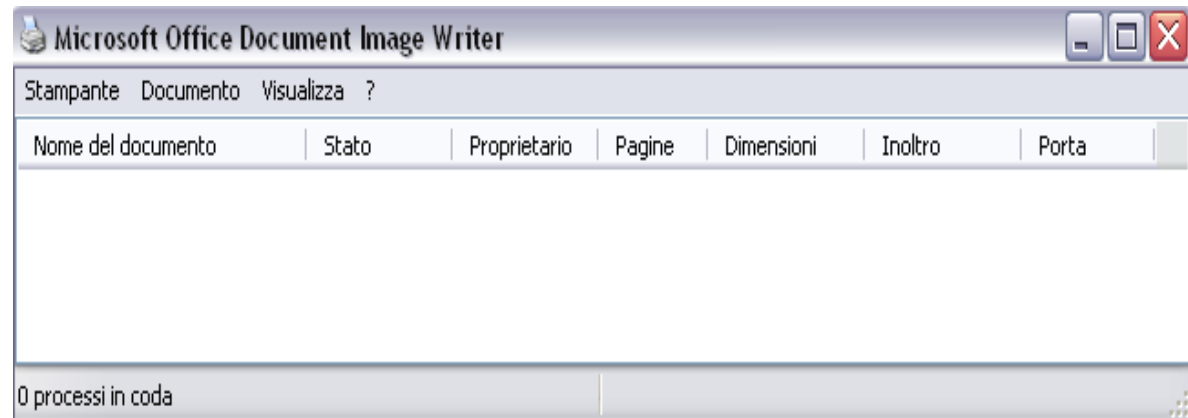 Microsoft Office Document Image Writer
Stampante Documento Visualizza ?
Nome del documento Stato Proprietario Pagine Dimensioni Inoltro Porta
0 processi in coda